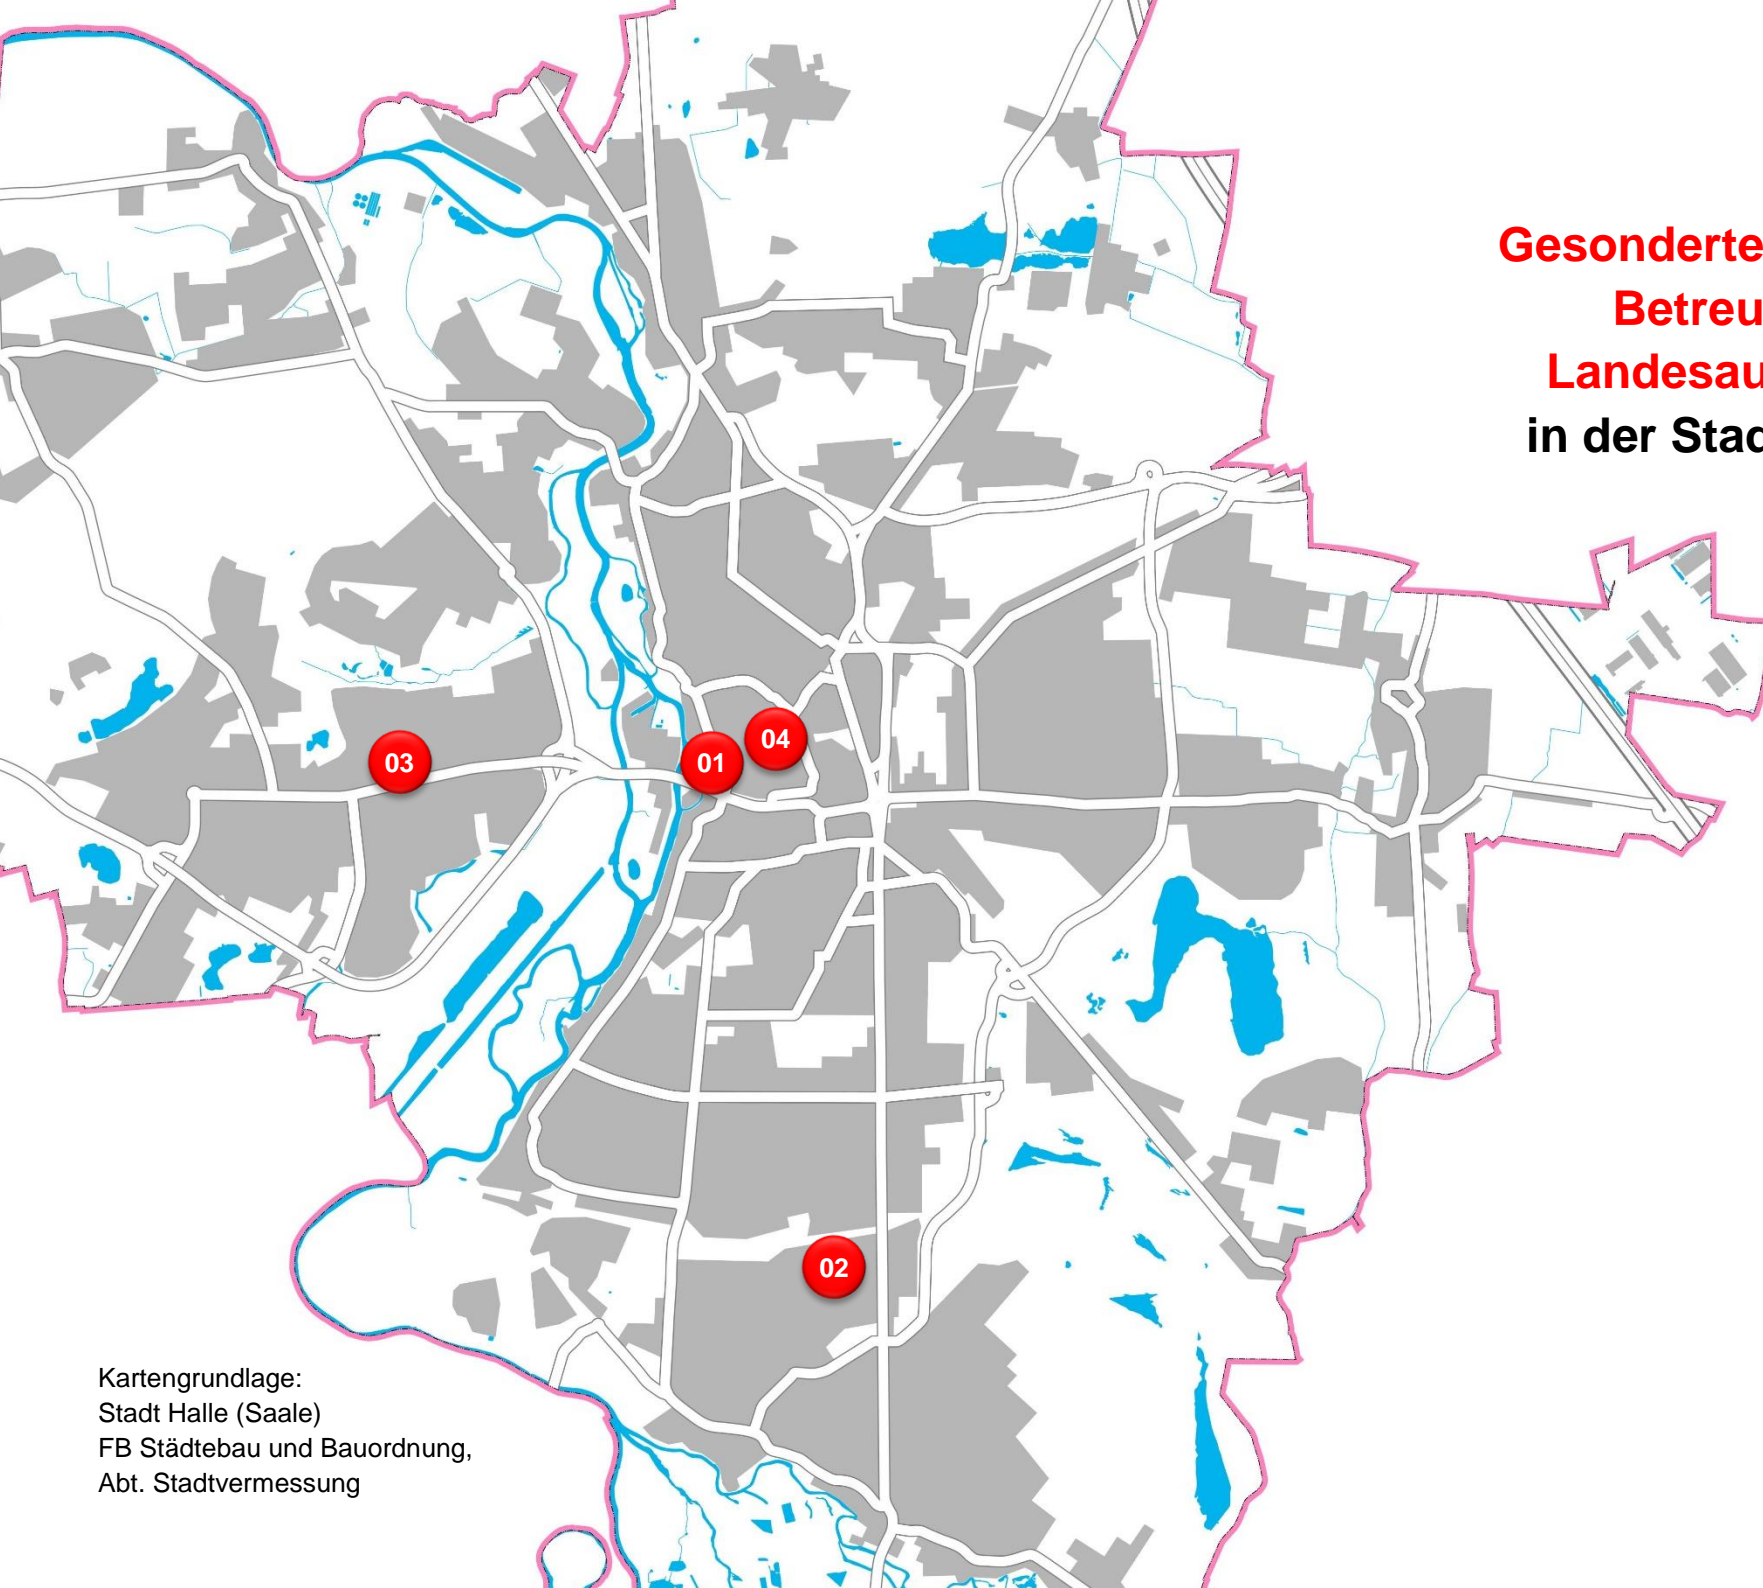 Gesonderte
Betreu
Landesau
in der Stad
04
01
03
02
Kartengrundlage:
Stadt Halle (Saale)
FB Städtebau und Bauordnung,
Abt. Stadtvermessung